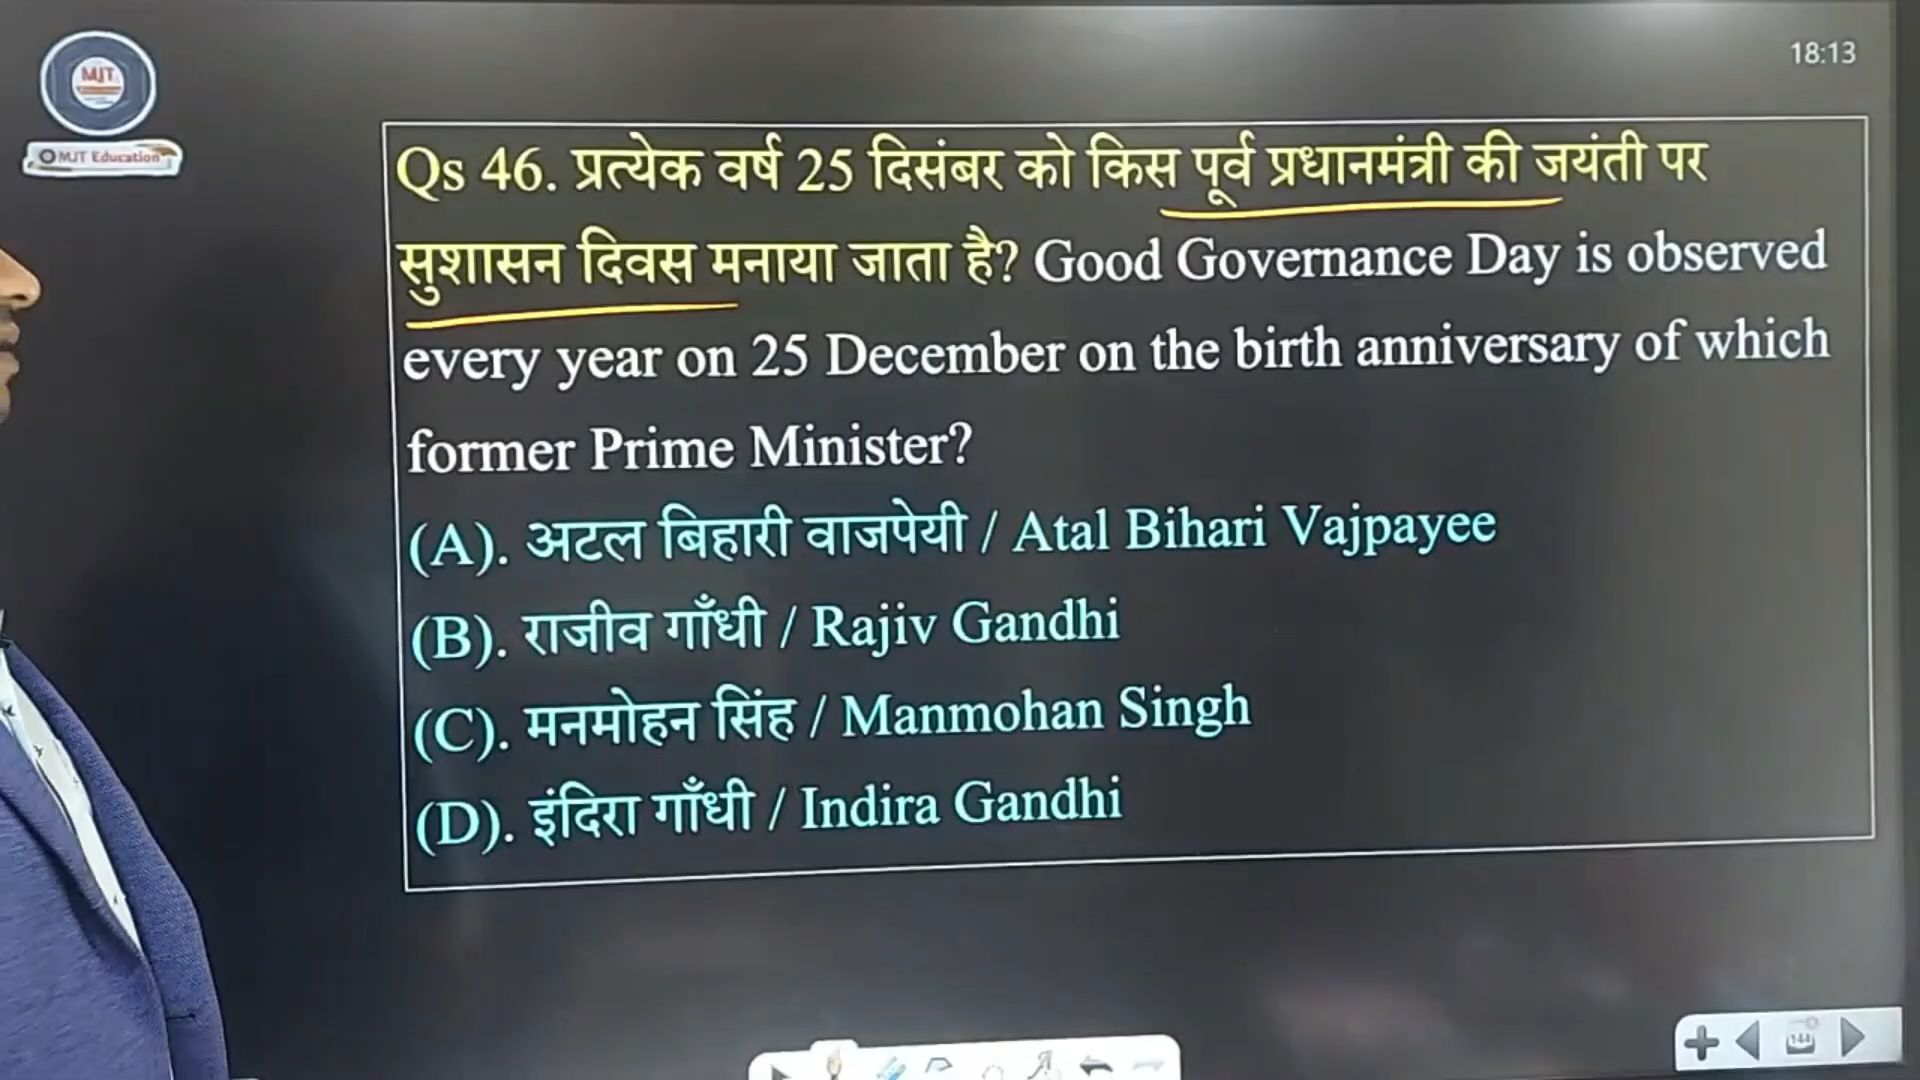 18:13
MJT
MJT Education
Qs 46. प्रत्येक वर्ष 25 दिसंबर को किस पूर्व प्रधानमंत्री की जयंती पर
सुशासन दिवस मनाया जाता है? Good Governance Day is observed
every year on 25 December on the birth anniversary of which
former Prime Minister?
(A). अटल बिहारी वाजपेयी / Atal Bihari Vajpayee
(B). राजीव गाँधी / Rajiv Gandhi
(C). मनमोहन सिंह / Manmohan Singh
(D). इंदिरा गाँधी / Indira Gandhi
144